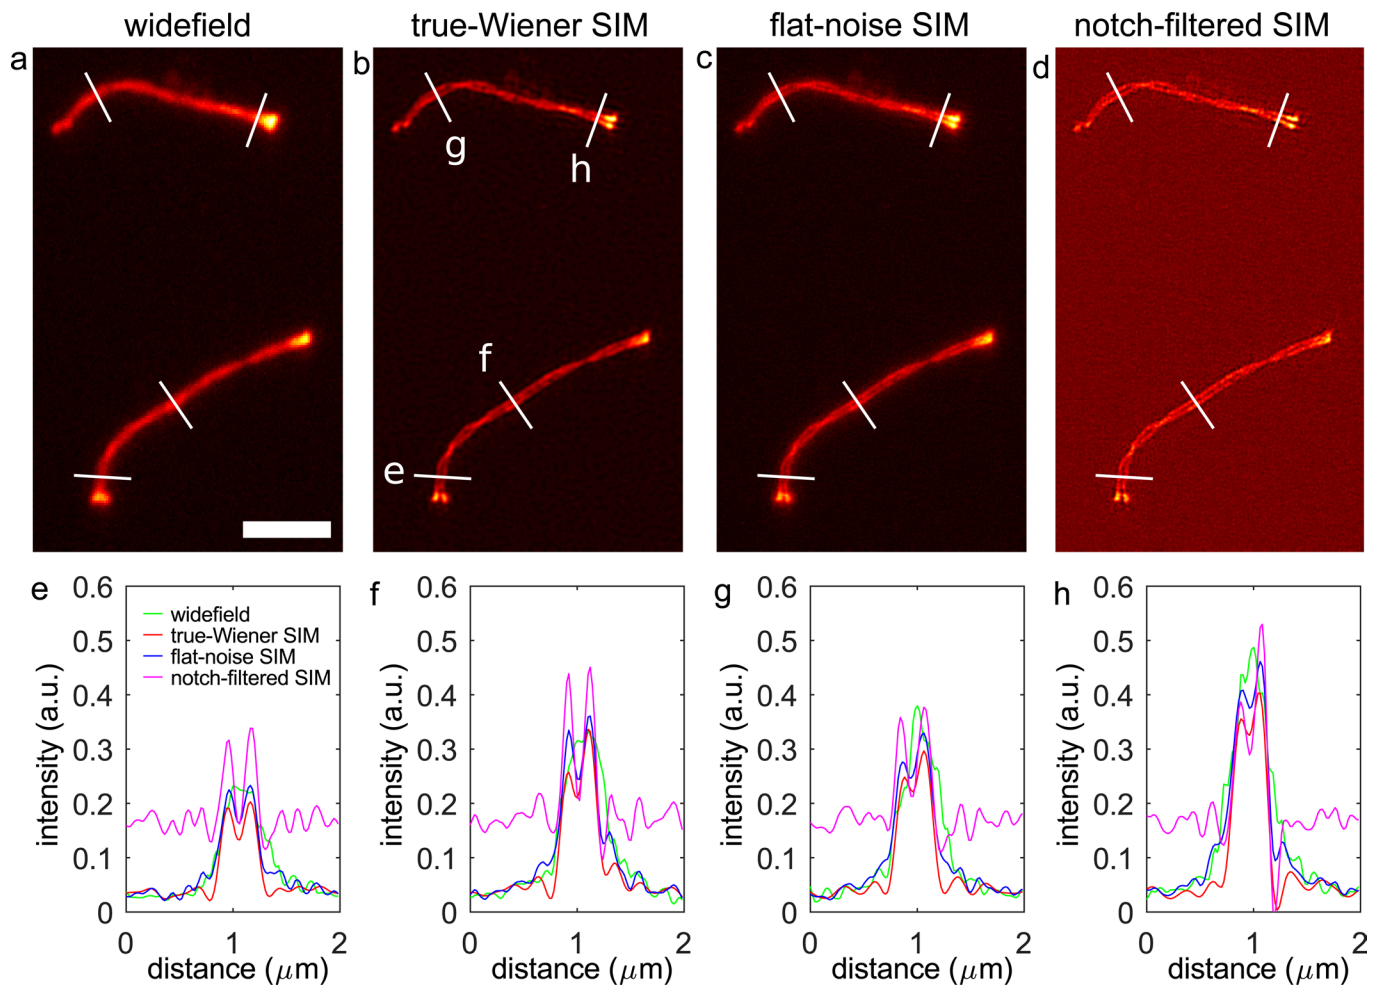 widefield
true-Wiener SIM
flat-noise SIM
notch-filtered SIM
a
b
c
d
g
h
f
e
e
f
g
h
0.6
0.5
0.4
0.3
0.2
0.1
0
intensity (a.u.)
widefield
true-Wiener SIM
flat-noise SIM
notch-filtered SIM
0 1 2
distance (μm)
0.6
0.5
0.4
0.3
0.2
0.1
0
intensity (a.u.)
0 1 2
distance (μm)
0.6
0.5
0.4
0.3
0.2
0.1
0
intensity (a.u.)
0 1 2
distance (μm)
0.6
0.5
0.4
0.3
0.2
0.1
0
intensity (a.u.)
0 1 2
distance (μm)